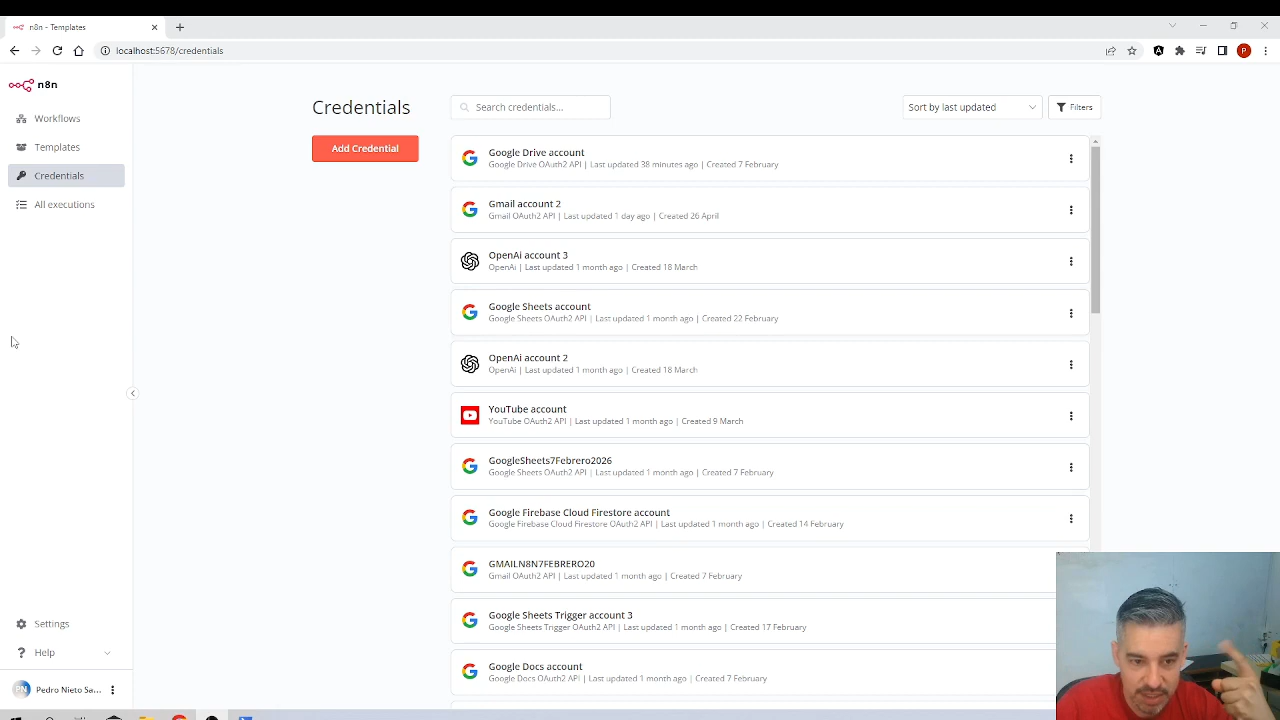 n8n - Templates
localhost:5678/credentials
P
n8n
Workflows
Templates
Credentials
All executions
Settings
Help
PN Pedro Nieto Sa...
Credentials
Search credentials...
Sort by last updated
Filters
Add Credential
Google Drive account
Google Drive OAuth2 API | Last updated 38 minutes ago | Created 7 February
Gmail account 2
Gmail OAuth2 API | Last updated 1 day ago | Created 26 April
OpenAi account 3
OpenAi | Last updated 1 month ago | Created 18 March
Google Sheets account
Google Sheets OAuth2 API | Last updated 1 month ago | Created 22 February
OpenAi account 2
OpenAi | Last updated 1 month ago | Created 18 March
YouTube account
YouTube OAuth2 API | Last updated 1 month ago | Created 9 March
GoogleSheets7Febrero2026
Google Sheets OAuth2 API | Last updated 1 month ago | Created 7 February
Google Firebase Cloud Firestore account
Google Firebase Cloud Firestore OAuth2 API | Last updated 1 month ago | Created 14 February
GMAILN8N7FEBRERO20
Gmail OAuth2 API | Last updated 1 month ago | Created 7 February
Google Sheets Trigger account 3
Google Sheets Trigger OAuth2 API | Last updated 1 month ago | Created 17 February
Google Docs account
Google Docs OAuth2 API | Last updated 1 month ago | Created 7 February